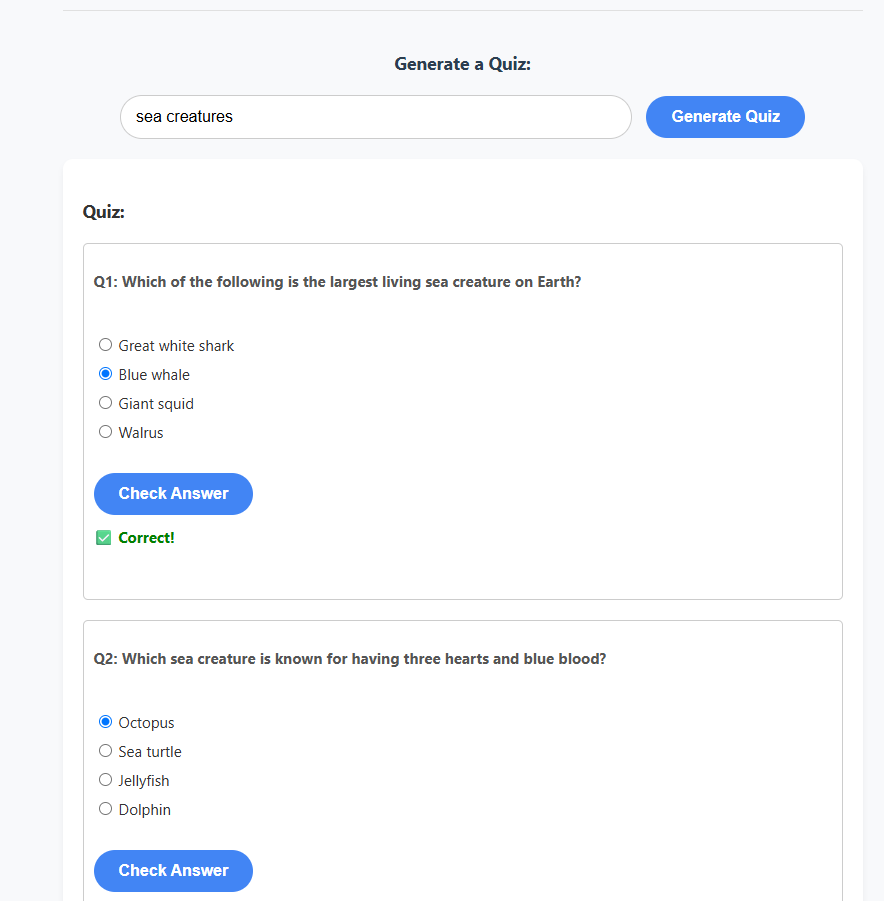 Generate a Quiz:
sea creatures
Generate Quiz
Quiz:
Q1: Which of the following is the largest living sea creature on Earth?
Great white shark
Blue whale
Giant squid
Walrus
Check Answer
✅ Correct!
Q2: Which sea creature is known for having three hearts and blue blood?
Octopus
Sea turtle
Jellyfish
Dolphin
Check Answer